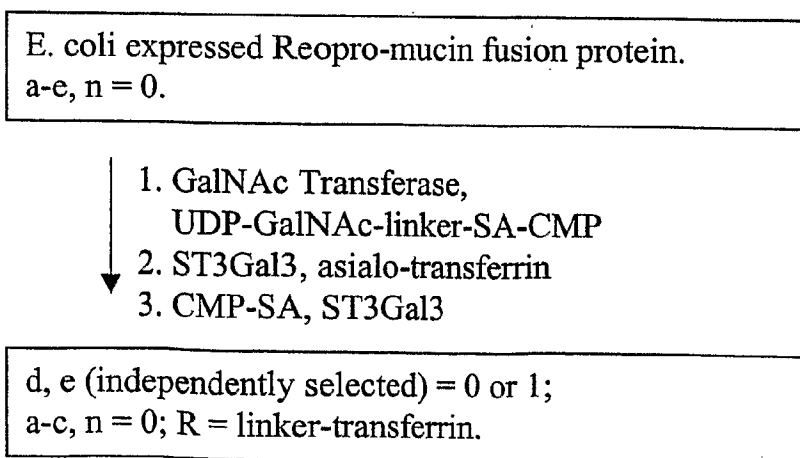 E. coli expressed Reopro-mucin fusion protein.
a-e, n = 0.
1. GalNAc Transferase,
UDP-GalNAc-linker-SA-CMP
2. ST3Gal3, asialo-transferrin
3. CMP-SA, ST3Gal3
d, e (independently selected) = 0 or 1;
a-c, n = 0; R = linker-transferrin.